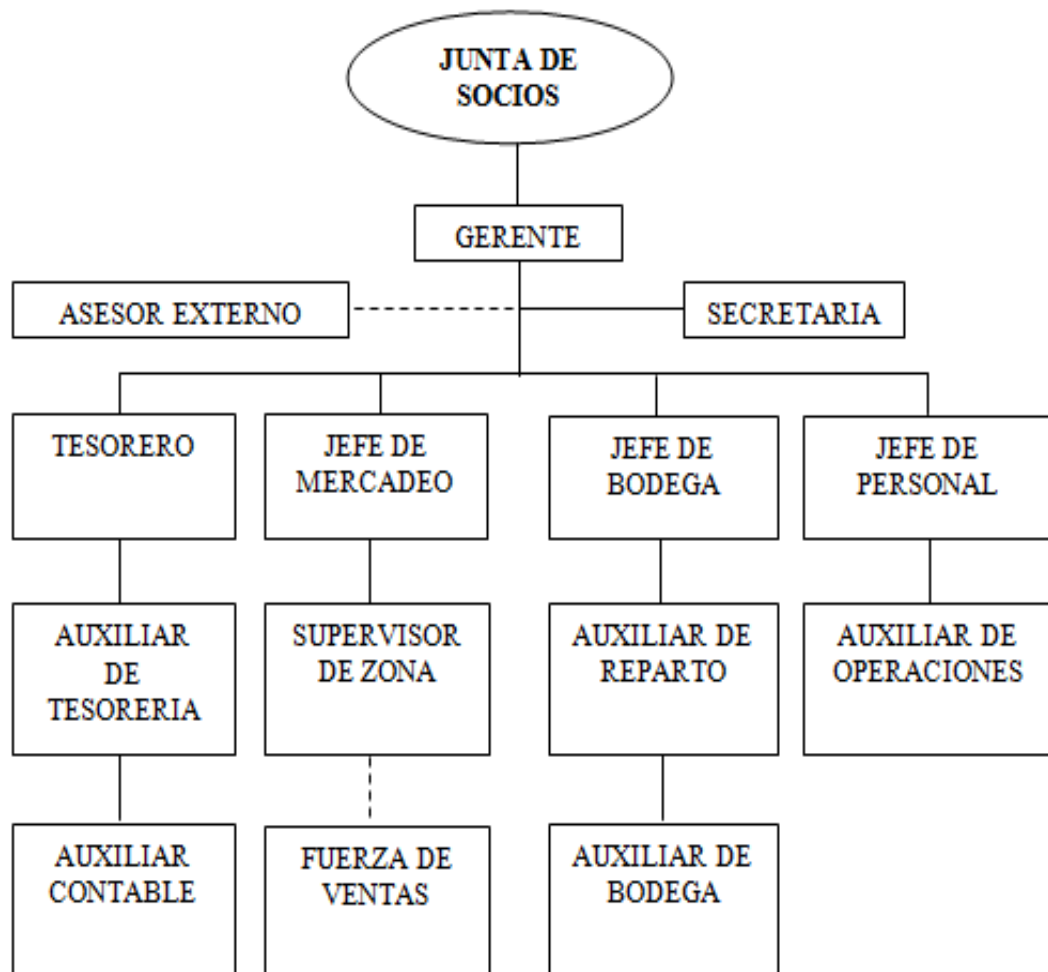 JUNTA DE
SOCIOS
GERENTE
ASESOR EXTERNO
SECRETARIA
TESORERO
JEFE DE
MERCADEO
JEFE DE
BODEGA
JEFE DE
PERSONAL
AUXILIAR
DE
TESORERIA
SUPERVISOR
DE ZONA
AUXILIAR DE
REPARTO
AUXILIAR DE
OPERACIONES
AUXILIAR
CONTABLE
FUERZA DE
VENTAS
AUXILIAR DE
BODEGA